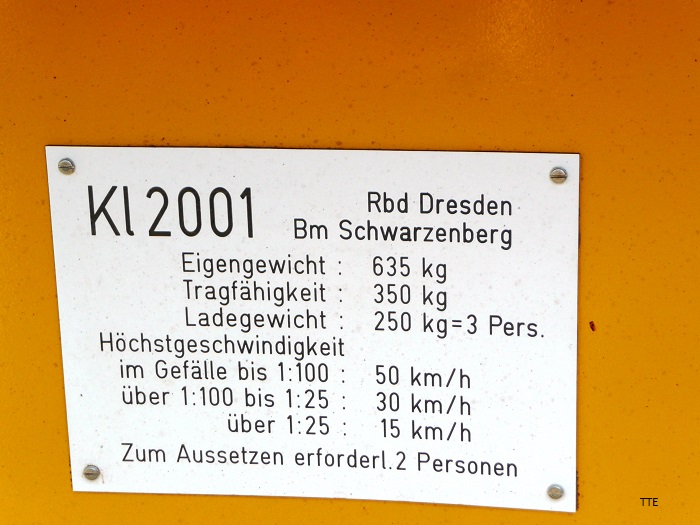 Kl 2001
Rbd Dresden
Bm Schwarzenberg
Eigengewicht : 635 kg
Tragfähigkeit : 350 kg
Ladegewicht : 250 kg=3 Pers.
Höchstgeschwindigkeit
im Gefälle bis 1:100 : 50 km/h
über 1:100 bis 1:25 : 30 km/h
über 1:25 : 15 km/h
Zum Aussetzen erforderl.2 Personen
TTE